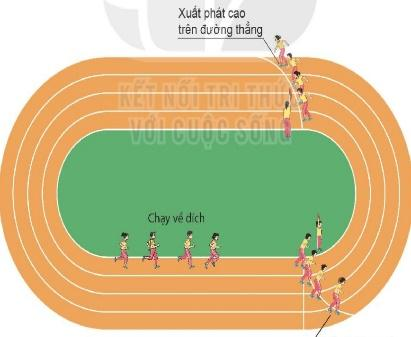 Xuất phát cao
trên đường thẳng
KẾT NỐI TRI THỨC
VỚI CUỘC SỐNG
Chạy về đích